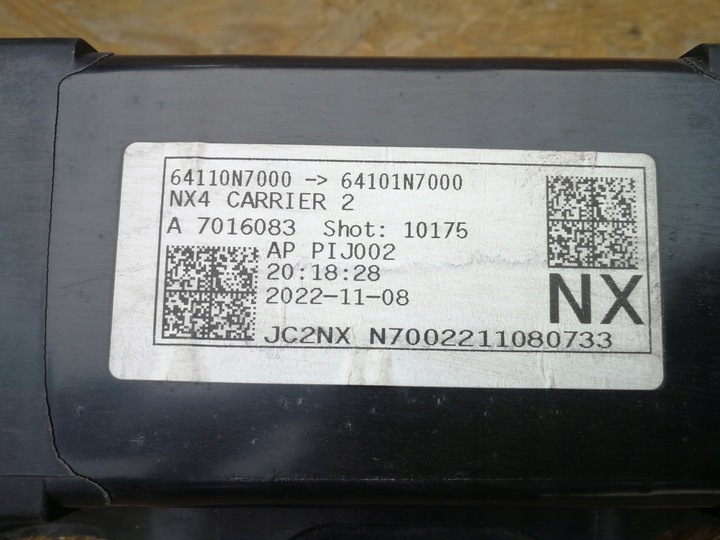 64110N7000 -> 64101N7000
NX4 CARRIER 2
A 7016083 Shot: 10175
AP PIJ002
20:18:28
2022-11-08
NX
JC2NX N7002211080733